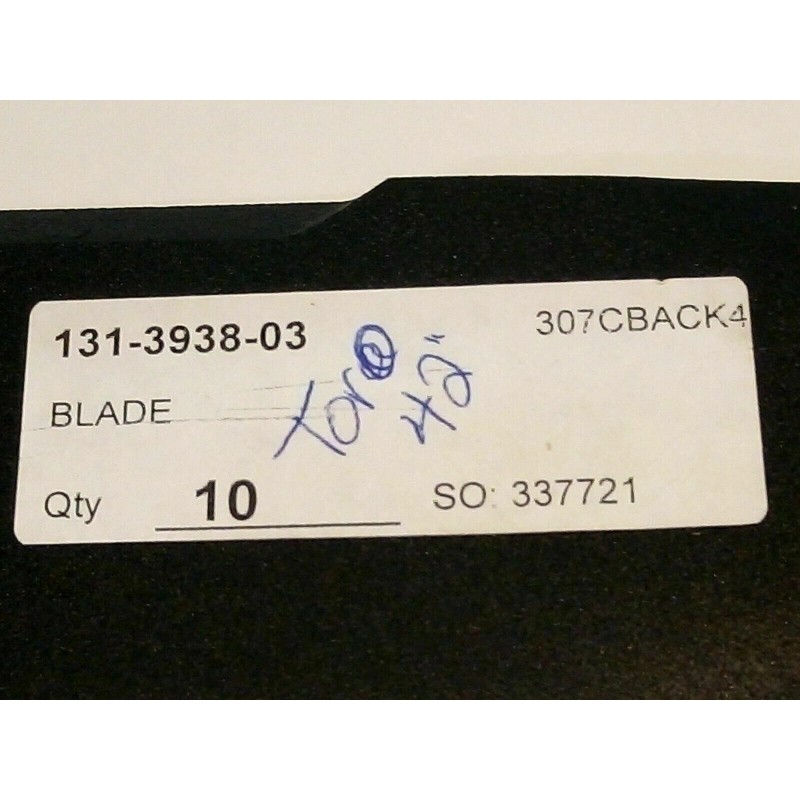 131-3938-03 307CBACK4
BLADE
Toro
42"
Qty 10 SO: 337721